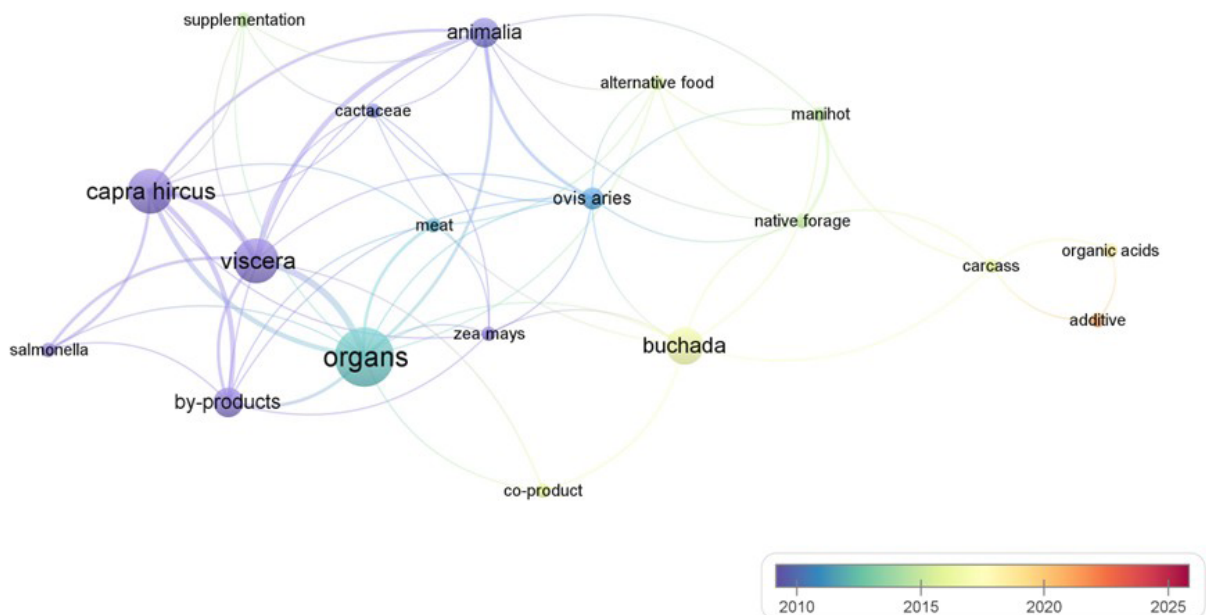 supplementation
animalia
alternative food
cactaceae
manihot
capra hircus
ovis aries
meat
native forage
organic acids
viscera
carcass
additive
zea mays
buchada
salmonella
organs
by-products
co-product
2010
2015
2020
2025